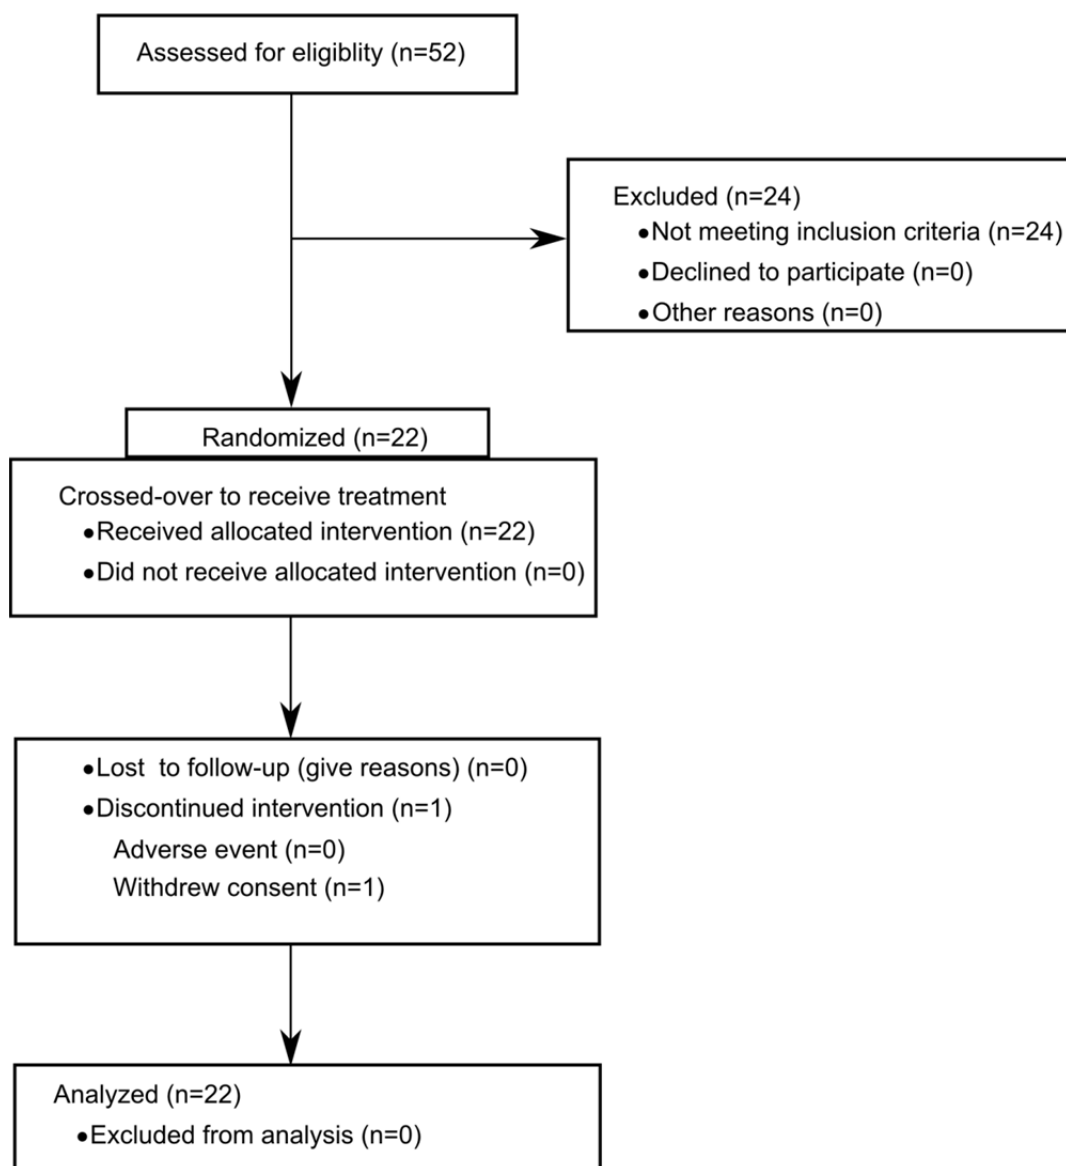 Assessed for eligiblity (n=52)
Excluded (n=24)
•Not meeting inclusion criteria (n=24)
•Declined to participate (n=0)
•Other reasons (n=0)
Randomized (n=22)
Crossed-over to receive treatment
•Received allocated intervention (n=22)
•Did not receive allocated intervention (n=0)
•Lost  to follow-up (give reasons) (n=0)
•Discontinued intervention (n=1)
Adverse event (n=0)
Withdrew consent (n=1)
Analyzed (n=22)
•Excluded from analysis (n=0)